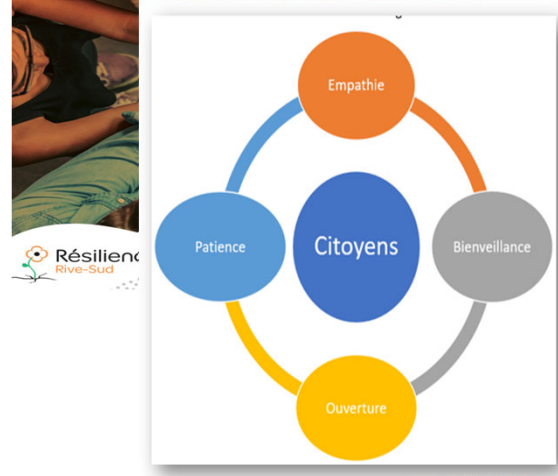 Empathie
Patience
Citoyens
Bienveillance
Ouverture
Rive-Sud